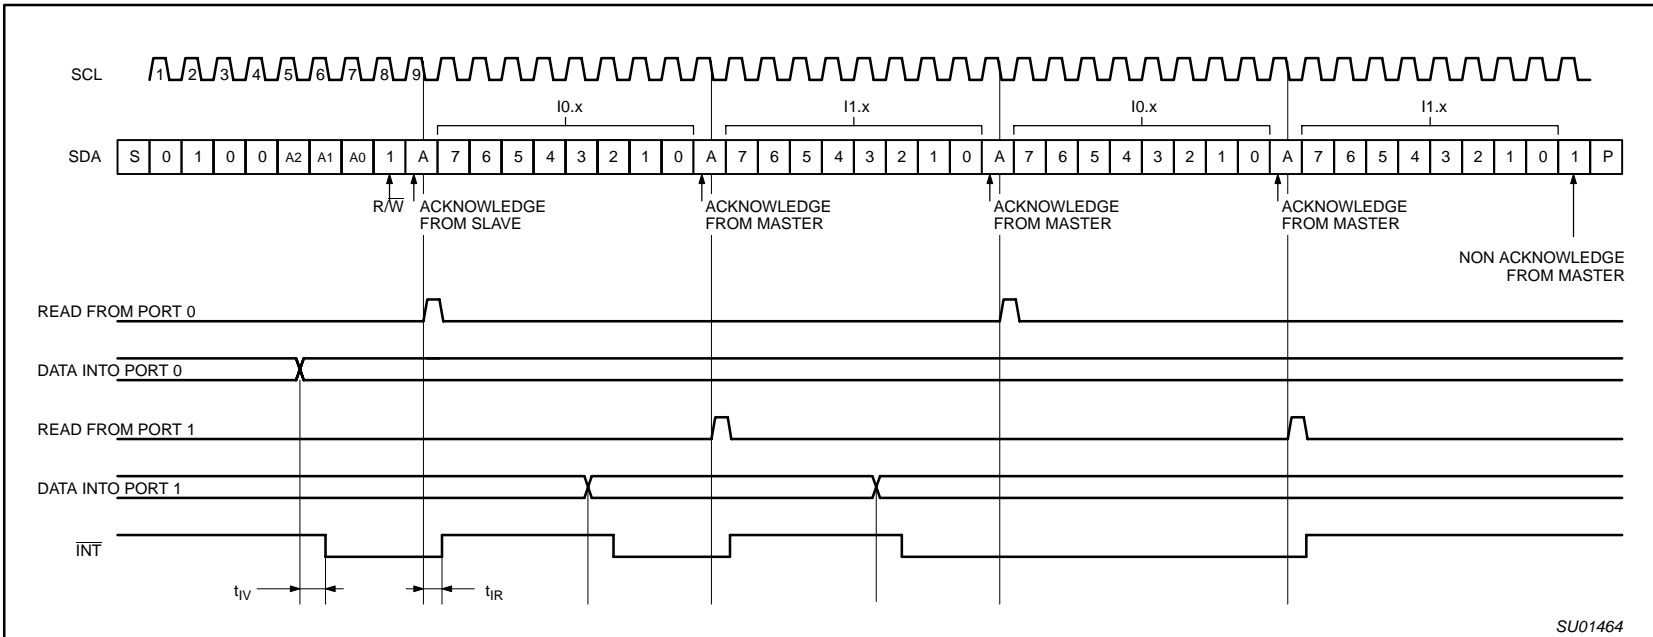 SCL 1 2 3 4 5 6 7 8 9
I0.x I1.x I0.x I1.x
SDA S 0 1 0 0 A2 A1 A0 1 A 7 6 5 4 3 2 1 0 A 7 6 5 4 3 2 1 0 A 7 6 5 4 3 2 1 0 A 7 6 5 4 3 2 1 0 1 P
R/W̅ ACKNOWLEDGE ACKNOWLEDGE ACKNOWLEDGE ACKNOWLEDGE
FROM SLAVE FROM MASTER FROM MASTER FROM MASTER
NON ACKNOWLEDGE
FROM MASTER
READ FROM PORT 0
DATA INTO PORT 0
READ FROM PORT 1
DATA INTO PORT 1
I̅N̅T̅
tIV tIR
SU01464